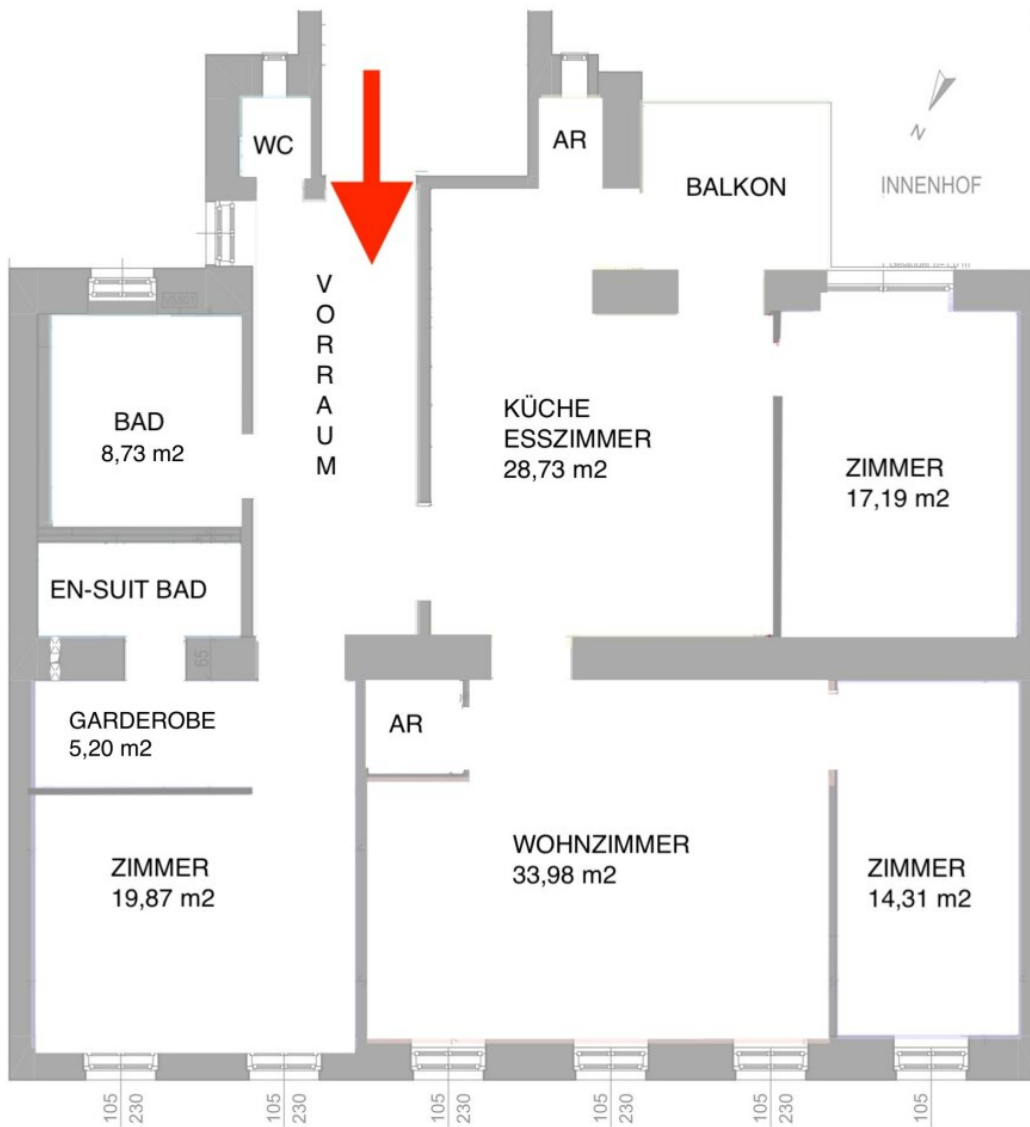 WC
AR
BALKON
N
INNENHOF
VORRAUM
BAD
8,73 m2
KÜCHE
ESSZIMMER
28,73 m2
ZIMMER
17,19 m2
EN-SUIT BAD
65
GARDEROBE
5,20 m2
AR
ZIMMER
19,87 m2
WOHNZIMMER
33,98 m2
ZIMMER
14,31 m2
105
230
105
230
105
230
105
230
105
230
105
230